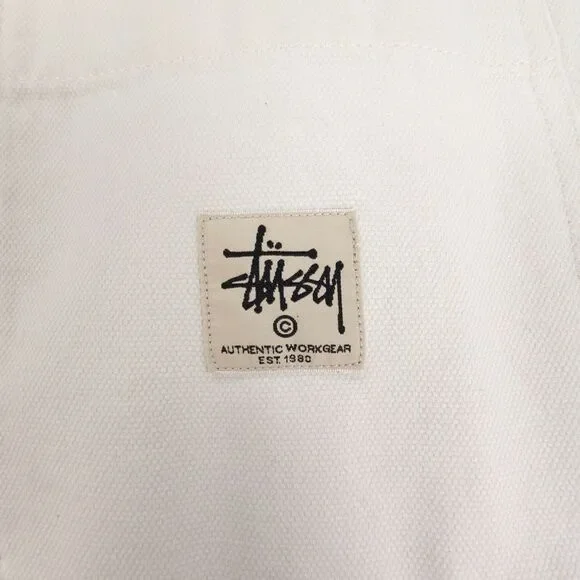 Stüssy
©
AUTHENTIC WORKGEAR
EST. 1980